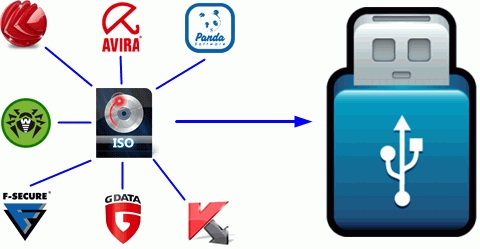 AVIRA
Panda
Software
ISO
F-SECURE®
G DATA